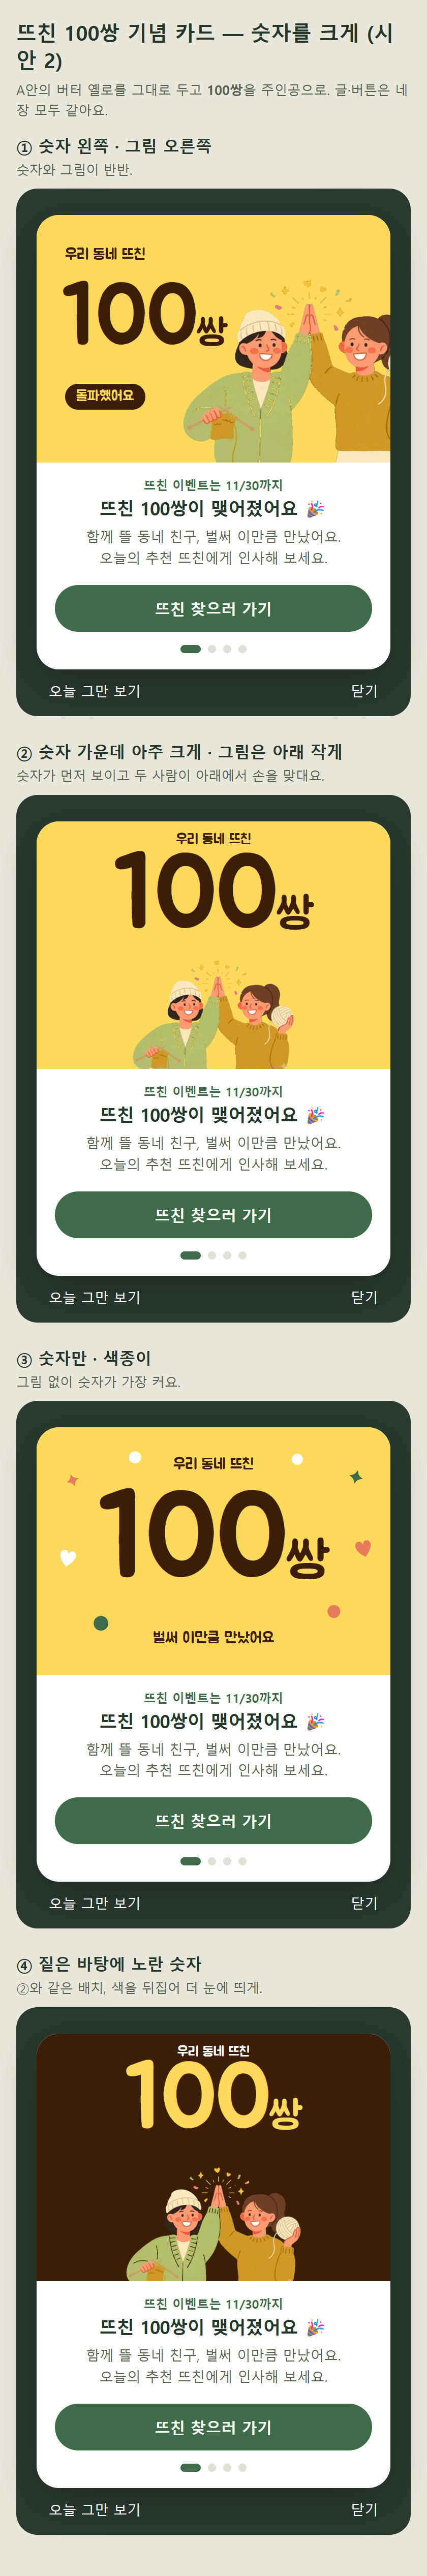 뜨친 100쌍 기념 카드 — 숫자를 크게 (시
안 2)
A안의 버터 옐로를 그대로 두고 100쌍을 주인공으로. 글·버튼은 네
장 모두 같아요.
① 숫자 왼쪽 · 그림 오른쪽
숫자와 그림이 반반.
우리 동네 뜨친
100쌍
돌파했어요
뜨친 이벤트는 11/30까지
뜨친 100쌍이 맺어졌어요 🎉
함께 뜰 동네 친구, 벌써 이만큼 만났어요.
오늘의 추천 뜨친에게 인사해 보세요.
뜨친 찾으러 가기
오늘 그만 보기 닫기
② 숫자 가운데 아주 크게 · 그림은 아래 작게
숫자가 먼저 보이고 두 사람이 아래에서 손을 맞대요.
우리 동네 뜨친
100쌍
뜨친 이벤트는 11/30까지
뜨친 100쌍이 맺어졌어요 🎉
함께 뜰 동네 친구, 벌써 이만큼 만났어요.
오늘의 추천 뜨친에게 인사해 보세요.
뜨친 찾으러 가기
오늘 그만 보기 닫기
③ 숫자만 · 색종이
그림 없이 숫자가 가장 커요.
우리 동네 뜨친
100쌍
벌써 이만큼 만났어요
뜨친 이벤트는 11/30까지
뜨친 100쌍이 맺어졌어요 🎉
함께 뜰 동네 친구, 벌써 이만큼 만났어요.
오늘의 추천 뜨친에게 인사해 보세요.
뜨친 찾으러 가기
오늘 그만 보기 닫기
④ 짙은 바탕에 노란 숫자
②와 같은 배치, 색을 뒤집어 더 눈에 띄게.
우리 동네 뜨친
100쌍
뜨친 이벤트는 11/30까지
뜨친 100쌍이 맺어졌어요 🎉
함께 뜰 동네 친구, 벌써 이만큼 만났어요.
오늘의 추천 뜨친에게 인사해 보세요.
뜨친 찾으러 가기
오늘 그만 보기 닫기